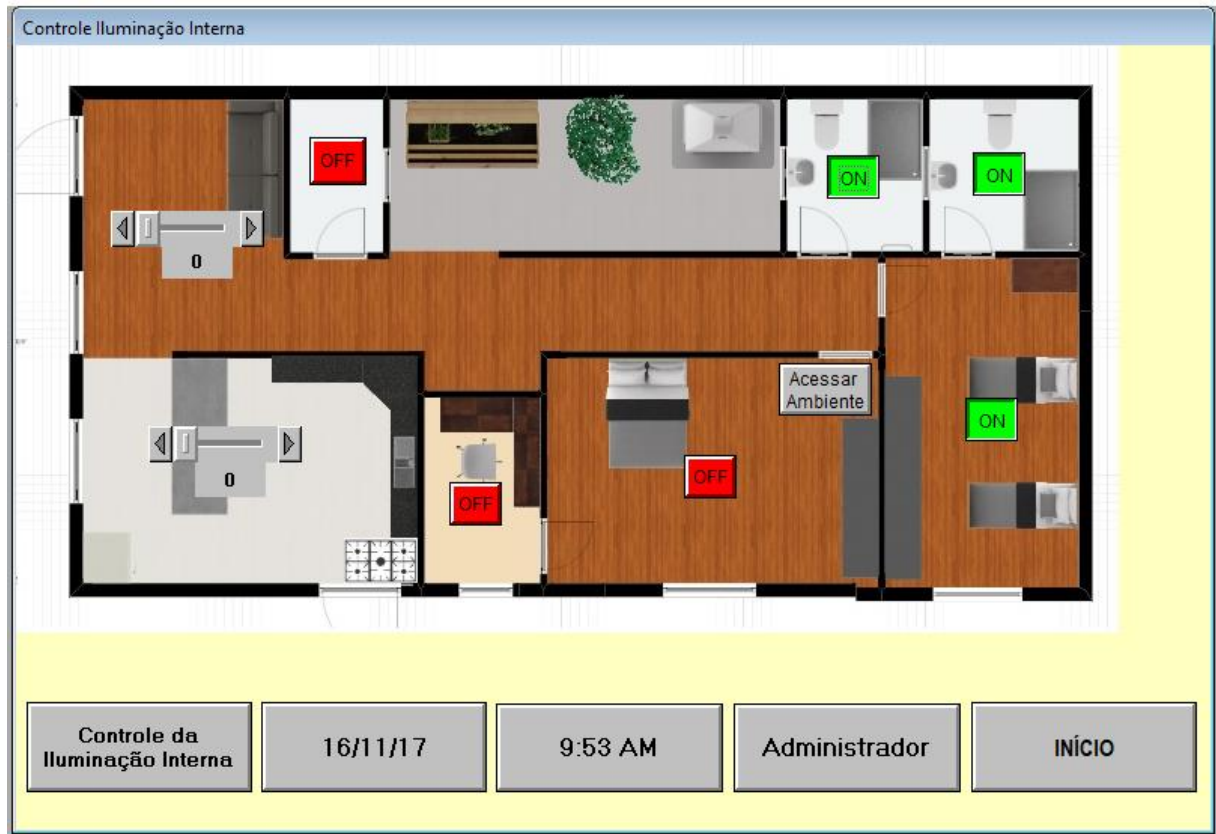 Controle Iluminação Interna
OFF
ON
ON
0
Acessar
Ambiente
ON
0
OFF
OFF
Controle da
Iluminação Interna
16/11/17
9:53 AM
Administrador
INÍCIO